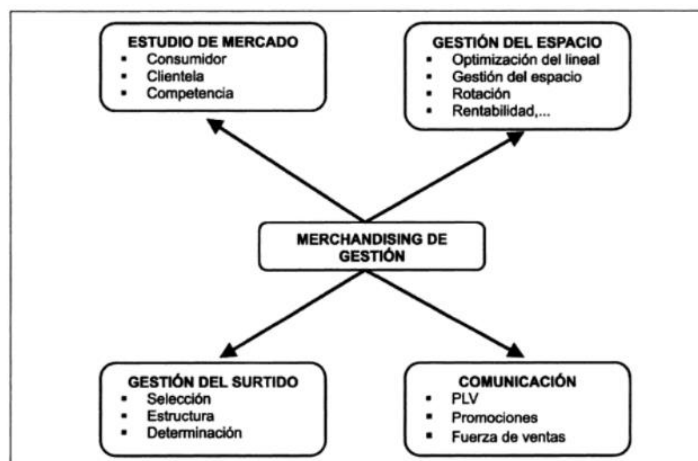 ESTUDIO DE MERCADO
▪ Consumidor
▪ Clientela
▪ Competencia
GESTIÓN DEL ESPACIO
▪ Optimización del lineal
▪ Gestión del espacio
▪ Rotación
▪ Rentabilidad,...
MERCHANDISING DE
GESTIÓN
GESTIÓN DEL SURTIDO
▪ Selección
▪ Estructura
▪ Determinación
COMUNICACIÓN
▪ PLV
▪ Promociones
▪ Fuerza de ventas